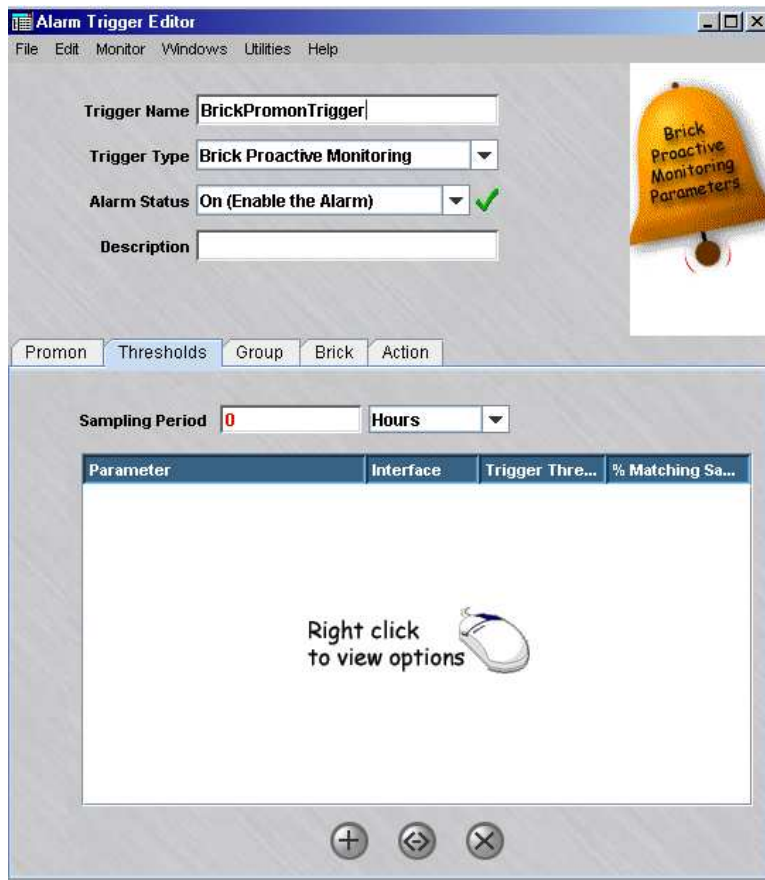 Alarm Trigger Editor
File Edit Monitor Windows Utilities Help
Trigger Name BrickPromonTrigger
Trigger Type Brick Proactive Monitoring
Alarm Status On (Enable the Alarm)
Description
Brick
Proactive
Monitoring
Parameters
Promon Thresholds Group Brick Action
Sampling Period 0 Hours
Parameter Interface Trigger Thre... % Matching Sa...
Right click
to view options